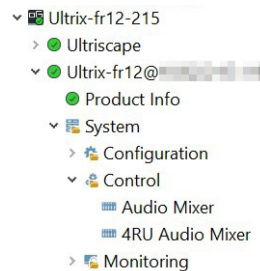 Ultrix-fr12-215
Ultriscape
Ultrix-fr12@
Product Info
System
Configuration
Control
Audio Mixer
4RU Audio Mixer
Monitoring